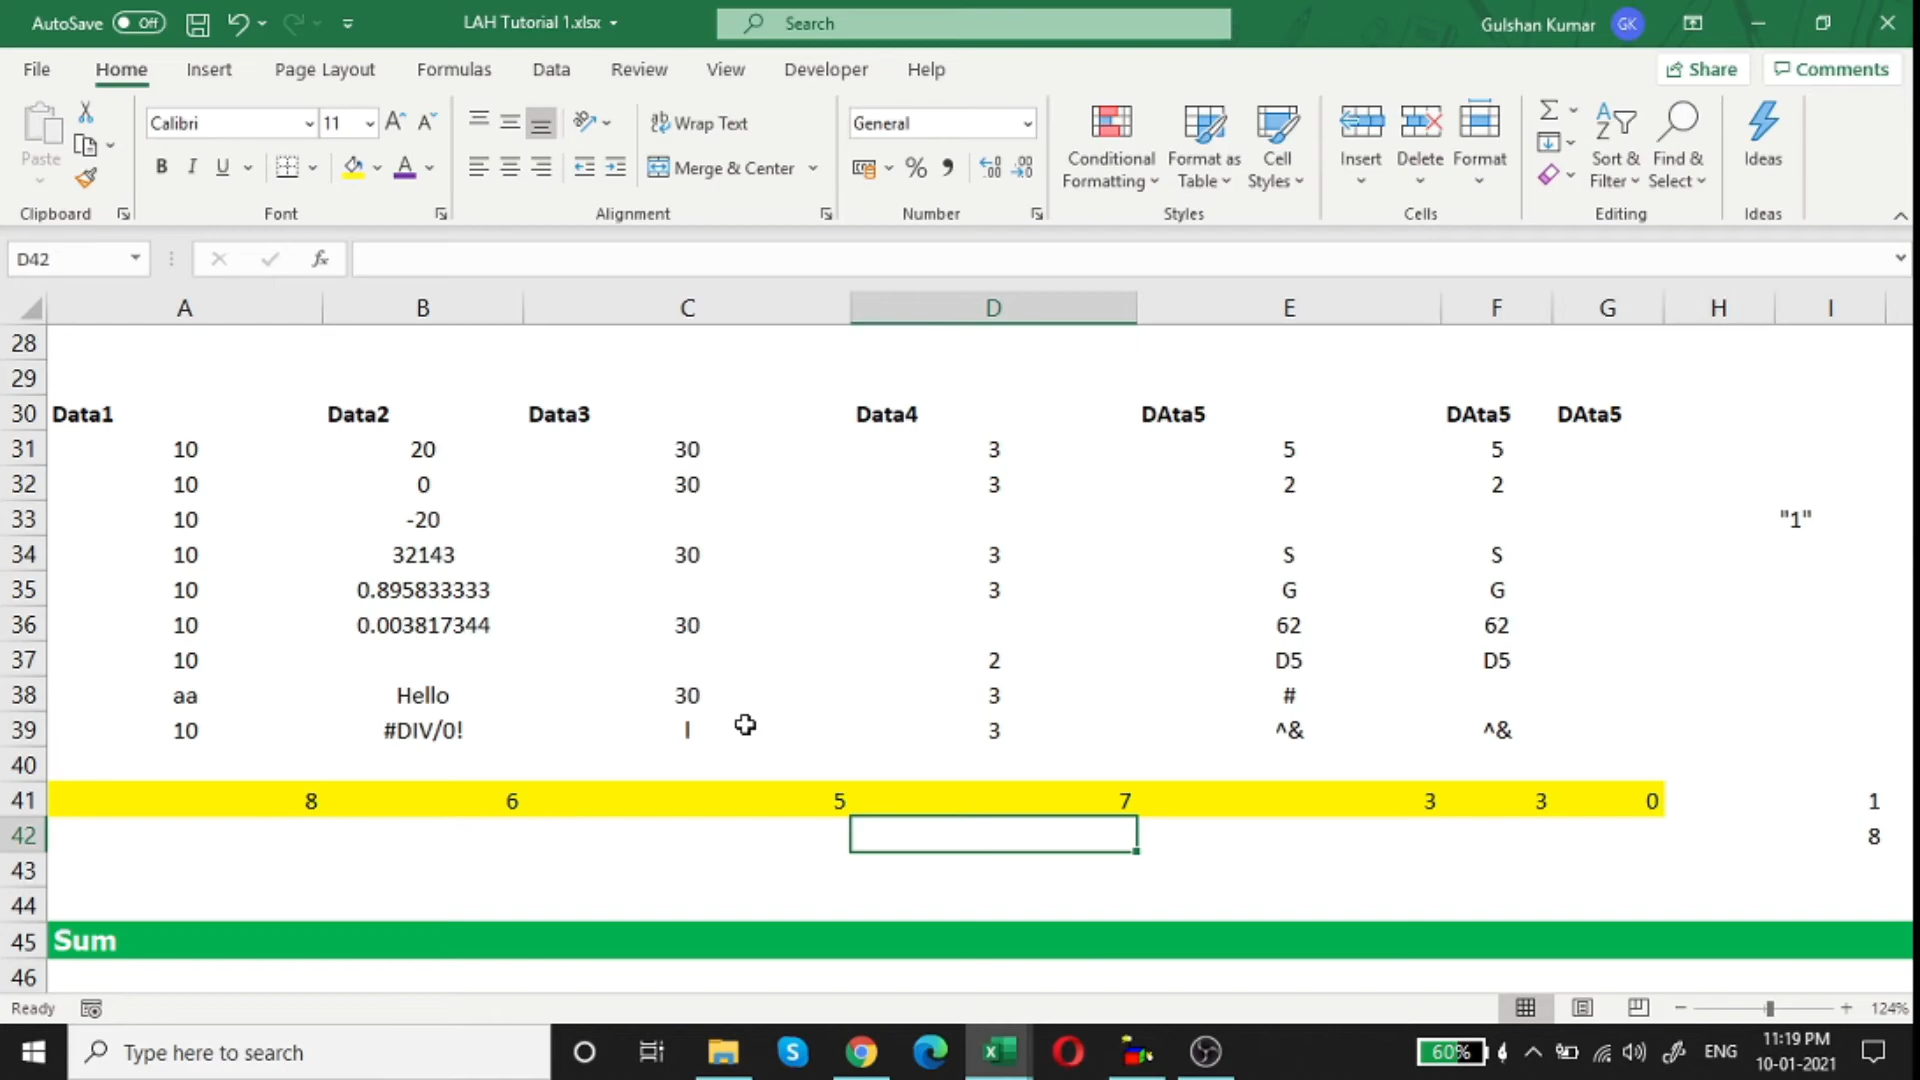 AutoSave Off LAH Tutorial 1.xlsx Search Gulshan Kumar GK
File Home Insert Page Layout Formulas Data Review View Developer Help Share Comments
Paste Calibri 11 A A Wrap Text General Conditional Formatting Format as Table Cell Styles Insert Delete Format Sort & Filter Find & Select Ideas
B I U A Merge & Center % ,
Clipboard Font Alignment Number Styles Cells Editing Ideas
D42 fx
A B C D E F G H I
28
29
30 Data1 Data2 Data3 Data4 DAta5 DAta5 DAta5
31 10 20 30 3 5 5
32 10 0 30 3 2 2
33 10 -20 "1"
34 10 32143 30 3 S S
35 10 0.895833333 3 G G
36 10 0.003817344 30 62 62
37 10 2 D5 D5
38 aa Hello 30 3 #
39 10 #DIV/0! l 3 ^& ^&
40
41 8 6 5 7 3 3 0 1
42 8
43
44
45 Sum
46
Ready 124%
Type here to search 60% ENG 11:19 PM
10-01-2021